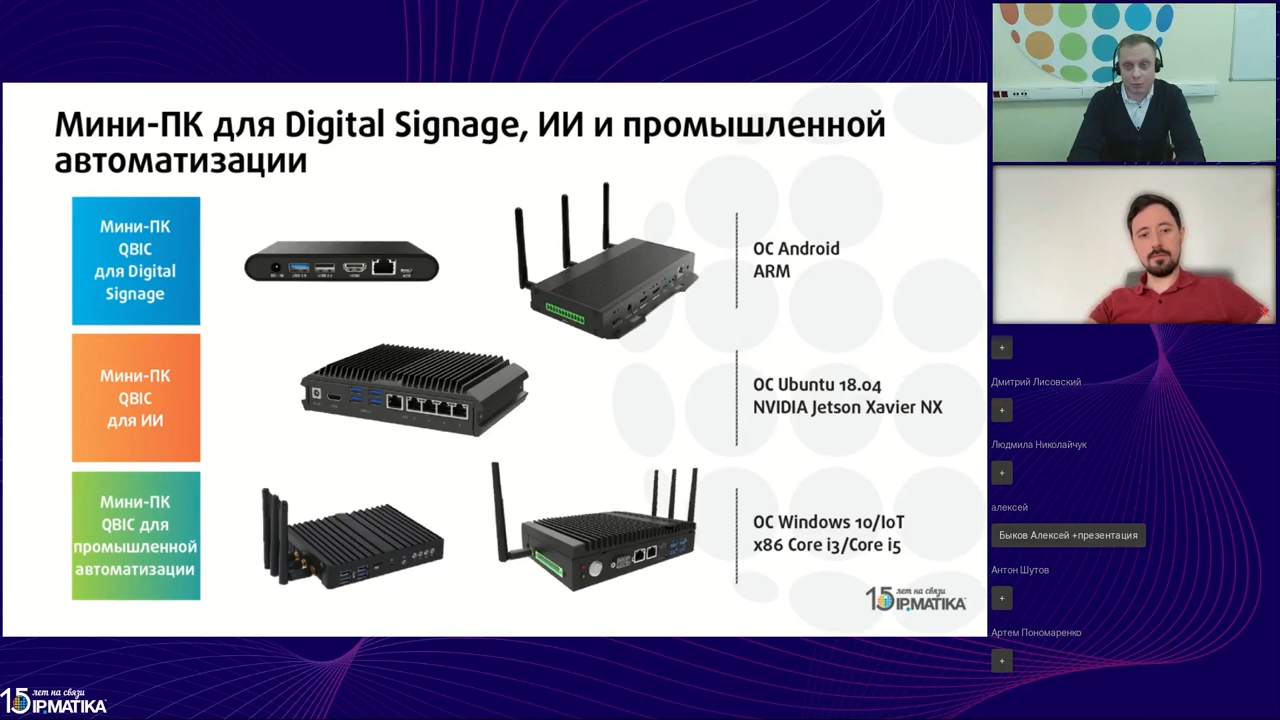 Мини-ПК для Digital Signage, ИИ и промышленной
автоматизации
Мини-ПК
QBIC
для Digital
Signage
ОС Android
ARM
Мини-ПК
QBIC
для ИИ
ОС Ubuntu 18.04
NVIDIA Jetson Xavier NX
Мини-ПК
QBIC для
промышленной
автоматизации
ОС Windows 10/IoT
x86 Core i3/Core i5
15 лет на связи
IPMATIKA
+
Дмитрий Лисовский
+
Людмила Николайчук
+
алексей
Быков Алексей +презентация
Антон Шутов
+
Артем Пономаренко
+
15 лет на связи
IPMATIKA